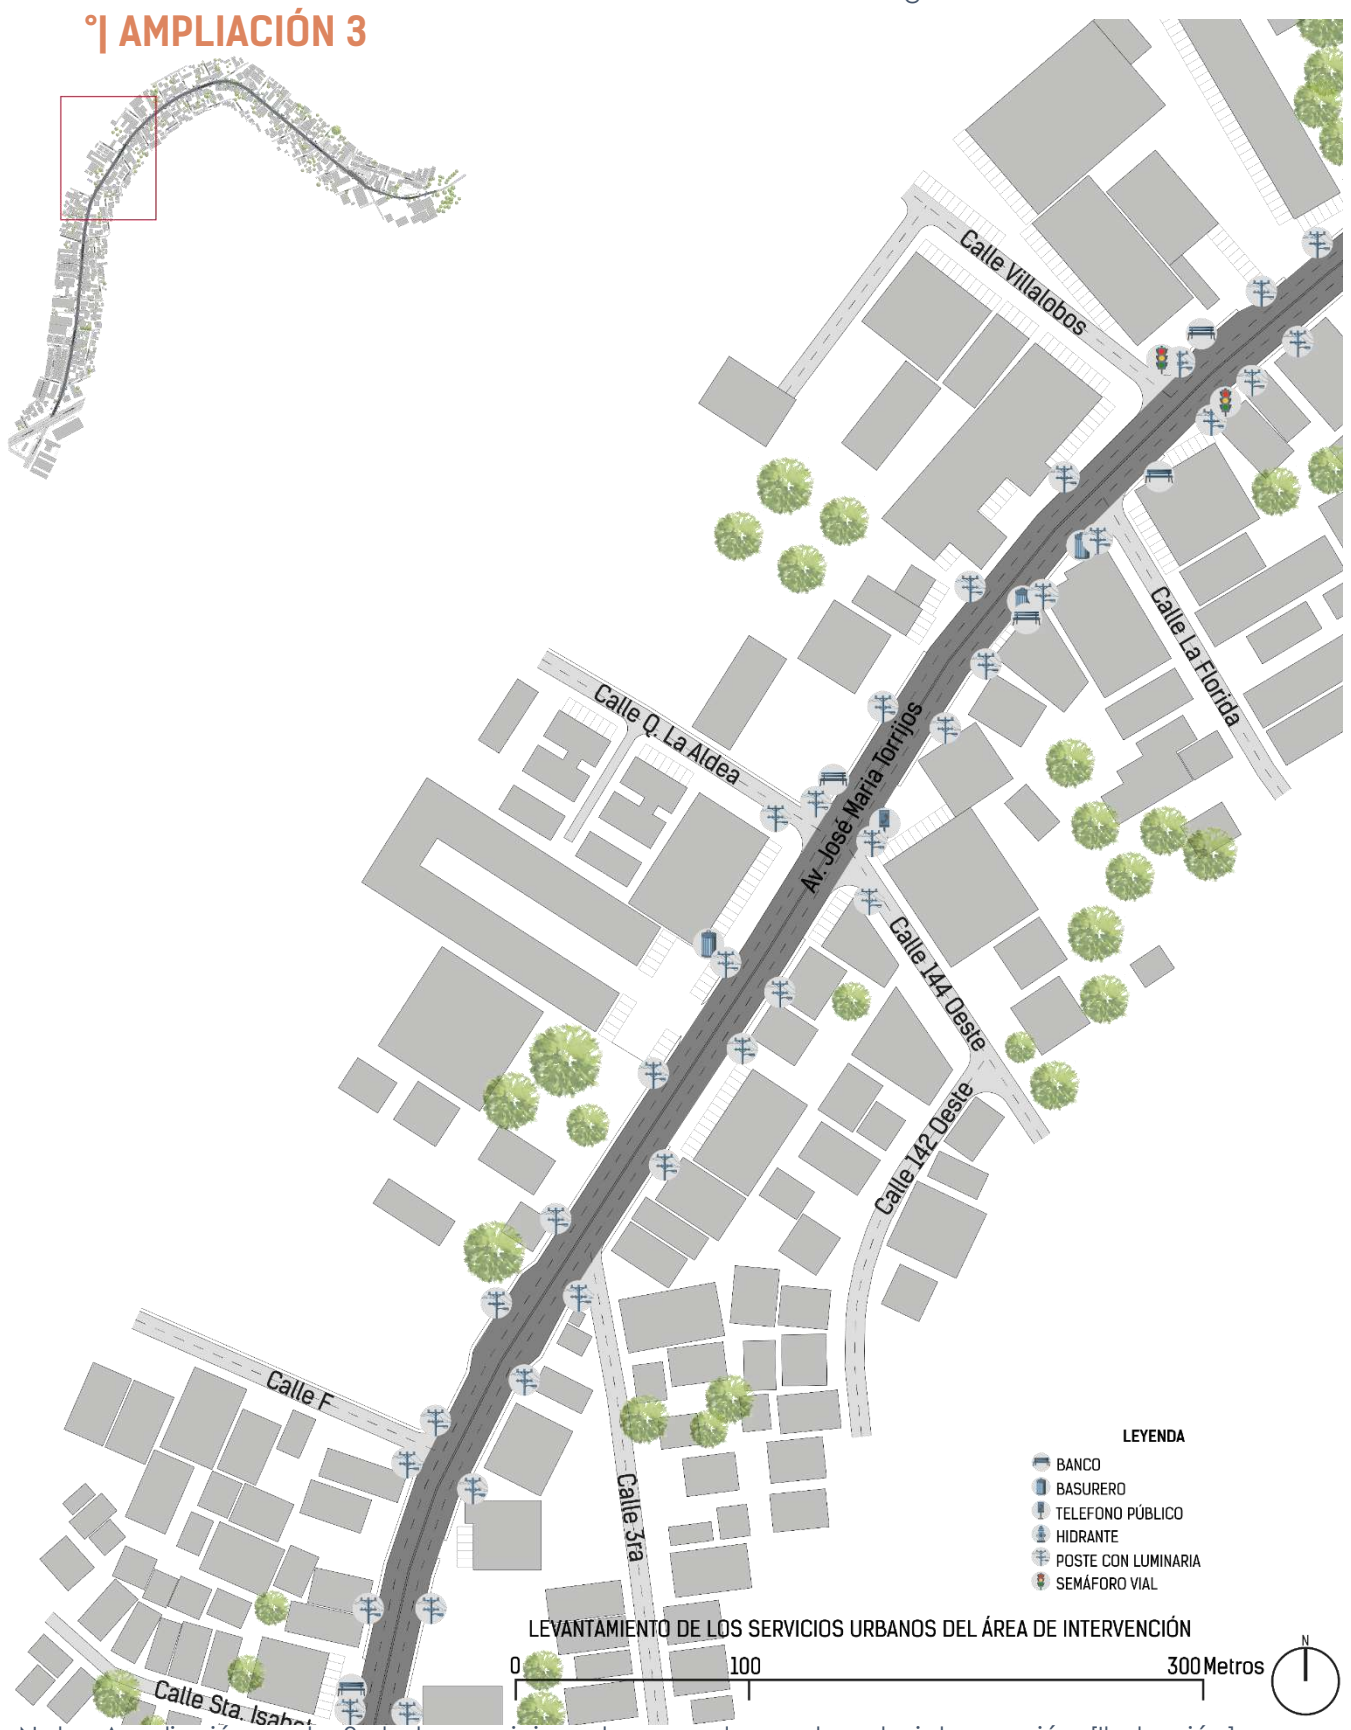 °| AMPLIACIÓN 3
Calle Villalobos
Calle La Florida
Calle Q. La Aldea
Av. José Maria Torrijos
Calle 144 Oeste
Calle 142 Oeste
Calle F
Calle 3ra
Calle Sta. Isabel
LEYENDA
BANCO
BASURERO
TELEFONO PÚBLICO
HIDRANTE
POSTE CON LUMINARIA
SEMÁFORO VIAL
LEVANTAMIENTO DE LOS SERVICIOS URBANOS DEL ÁREA DE INTERVENCIÓN
0 100 300 Metros
N